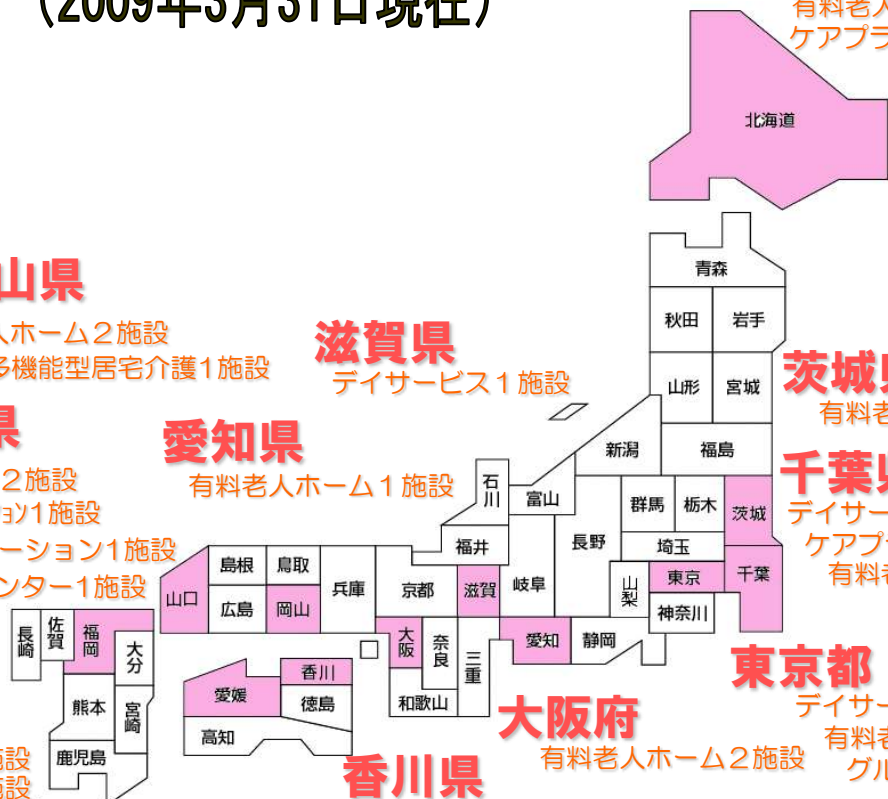 (2009年3月31日現在)
有料老人
ケアプラ
北海道
青森
秋田
岩手
山形
宮城
新潟
福島
石川
富山
群馬
栃木
茨城
福井
長野
埼玉
島根
鳥取
兵庫
京都
滋賀
岐阜
山梨
東京
千葉
山口
広島
岡山
神奈川
長崎
佐賀
福岡
大分
大阪
奈良
三重
愛知
静岡
香川
愛媛
徳島
和歌山
熊本
宮崎
高知
鹿児島
山県
人ホーム2施設
多機能型居宅介護1施設
滋賀県
デイサービス1施設
県
2施設
ョン1施設
ーション1施設
ンター1施設
愛知県
有料老人ホーム1施設
茨城県
有料老
千葉県
デイサー
ケアプラ
有料老
東京都
デイサー
有料老
グル
大阪府
有料老人ホーム2施設
香川県
施設
施設